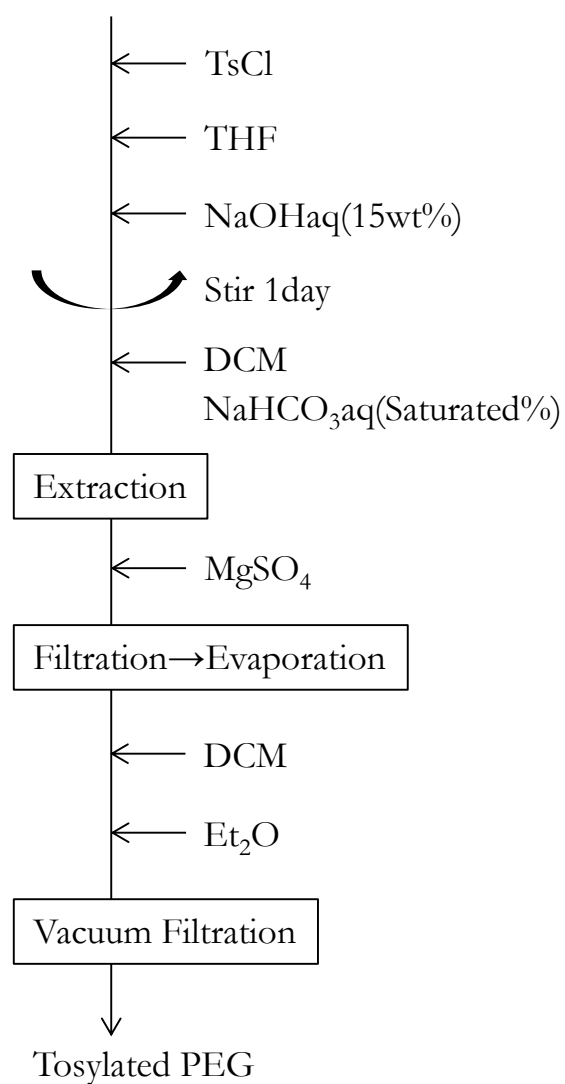 TsCl
THF
NaOHaq(15wt%)
Stir 1day
DCM
NaHCO₃aq(Saturated%)
Extraction
MgSO₄
Filtration→Evaporation
DCM
Et₂O
Vacuum Filtration
Tosylated PEG